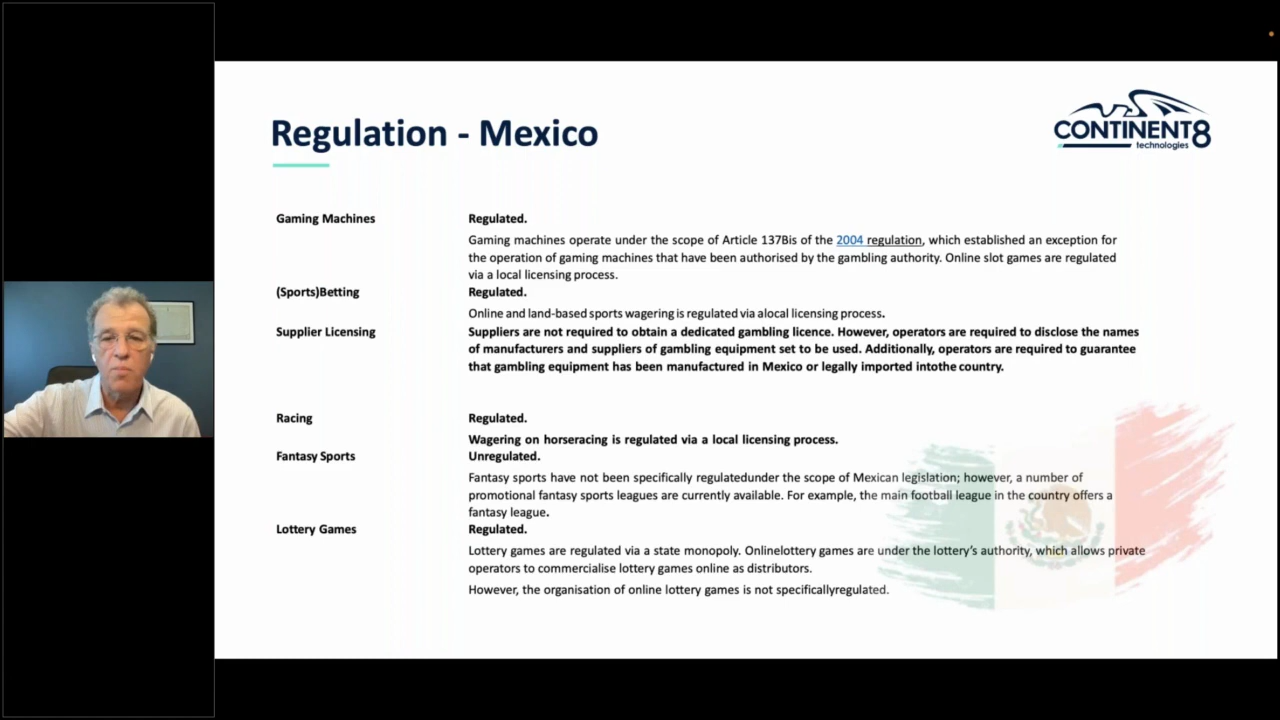 Regulation - Mexico
CONTINENT8
technologies
Gaming Machines
Regulated.
Gaming machines operate under the scope of Article 137Bis of the 2004 regulation, which established an exception for
the operation of gaming machines that have been authorised by the gambling authority. Online slot games are regulated
via a local licensing process.
(Sports)Betting
Regulated.
Online and land-based sports wagering is regulated via alocal licensing process.
Supplier Licensing
Suppliers are not required to obtain a dedicated gambling licence. However, operators are required to disclose the names
of manufacturers and suppliers of gambling equipment set to be used. Additionally, operators are required to guarantee
that gambling equipment has been manufactured in Mexico or legally imported intothe country.
Racing
Regulated.
Wagering on horseracing is regulated via a local licensing process.
Fantasy Sports
Unregulated.
Fantasy sports have not been specifically regulatedunder the scope of Mexican legislation; however, a number of
promotional fantasy sports leagues are currently available. For example, the main football league in the country offers a
fantasy league.
Lottery Games
Regulated.
Lottery games are regulated via a state monopoly. Onlinelottery games are under the lottery's authority, which allows private
operators to commercialise lottery games online as distributors.
However, the organisation of online lottery games is not specificallyregulated.